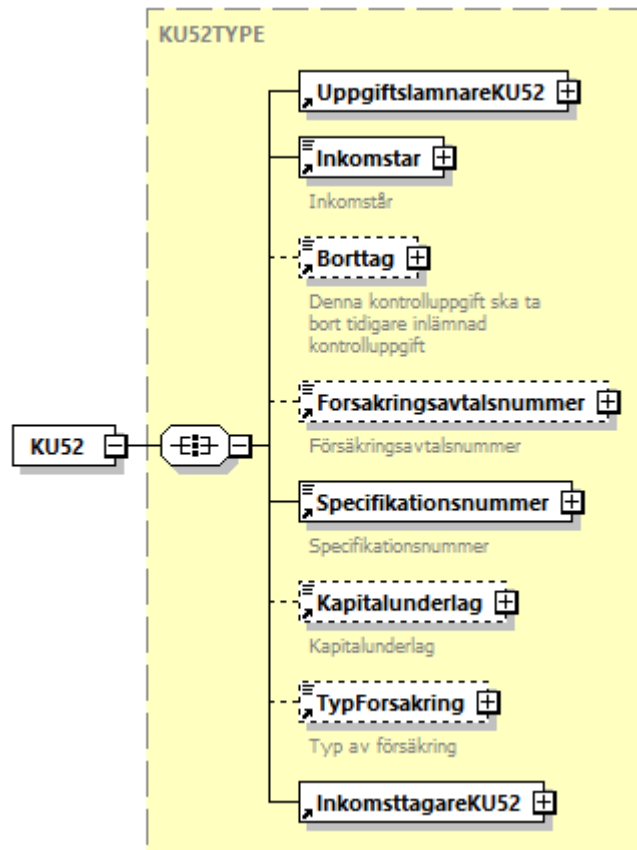 KU52TYPE
UppgiftslamnareKU52
Inkomstar
Inkomstår
Borttag
Denna kontrolluppgift ska ta
bort tidigare inlämnad
kontrolluppgift
Forsakringsavtalsnummer
Försäkringsavtalsnummer
KU52
Specifikationsnummer
Specifikationsnummer
Kapitalunderlag
Kapitalunderlag
TypForsakring
Typ av försäkring
InkomsttagareKU52